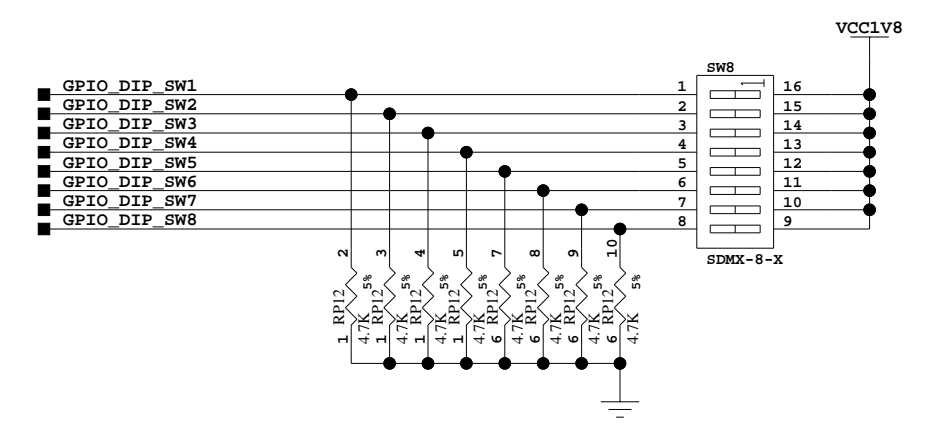 VCC1V8
SW8
GPIO_DIP_SW1 1 16
GPIO_DIP_SW2 2 15
GPIO_DIP_SW3 3 14
GPIO_DIP_SW4 4 13
GPIO_DIP_SW5 5 12
GPIO_DIP_SW6 6 11
GPIO_DIP_SW7 7 10
GPIO_DIP_SW8 8 9
SDMX-8-X
2 3 4 5 7 8 9 10
5% 5% 5% 5% 5% 5% 5% 5%
RP12 RP12 RP12 RP12 RP12 RP12 RP12 RP12
4.7K 4.7K 4.7K 4.7K 4.7K 4.7K 4.7K 4.7K
1 1 1 1 6 6 6 6